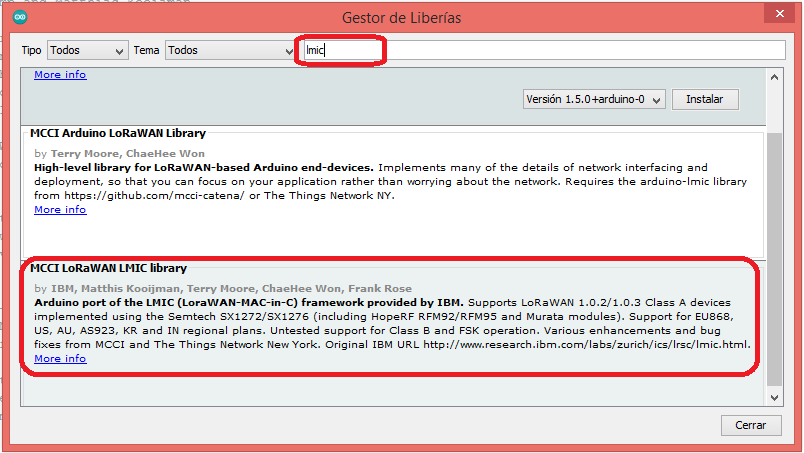 Gestor de Liberías
Tipo Todos Tema Todos lmic
More info
Versión 1.5.0+arduino-0 Instalar
MCCI Arduino LoRaWAN Library
by Terry Moore, ChaeHee Won
High-level library for LoRaWAN-based Arduino end-devices. Implements many of the details of network interfacing and
deployment, so that you can focus on your application rather than worrying about the network. Requires the arduino-lmic library
from https://github.com/mcci-catena/ or The Things Network NY.
More info
MCCI LoRaWAN LMIC library
by IBM, Matthis Kooijman, Terry Moore, ChaeHee Won, Frank Rose
Arduino port of the LMIC (LoraWAN-MAC-in-C) framework provided by IBM. Supports LoRaWAN 1.0.2/1.0.3 Class A devices
implemented using the Semtech SX1272/SX1276 (including HopeRF RFM92/RFM95 and Murata modules). Support for EU868,
US, AU, AS923, KR and IN regional plans. Untested support for Class B and FSK operation. Various enhancements and bug
fixes from MCCI and The Things Network New York. Original IBM URL http://www.research.ibm.com/labs/zurich/ics/lrsc/lmic.html.
More info
Cerrar